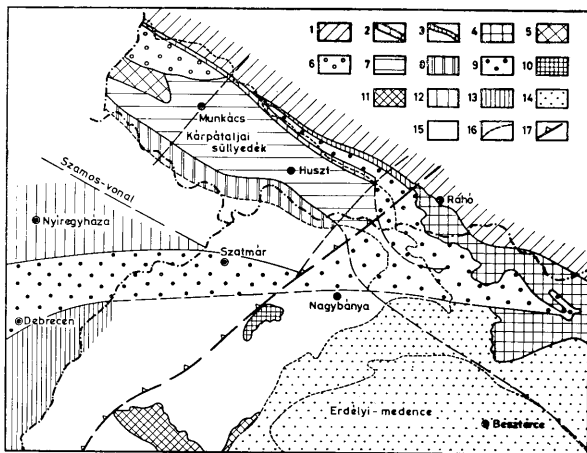 1 2 3 4 5
6 7 8 9 10
11 12 13 14
15 16 17
Munkács
Kárpátaljai
süllyedék
Huszt
Szamos-vonal
Ráhó
Nyíregyháza
Szatmár
Nagybánya
Debrecen
Erdélyi-medence
Beszterce